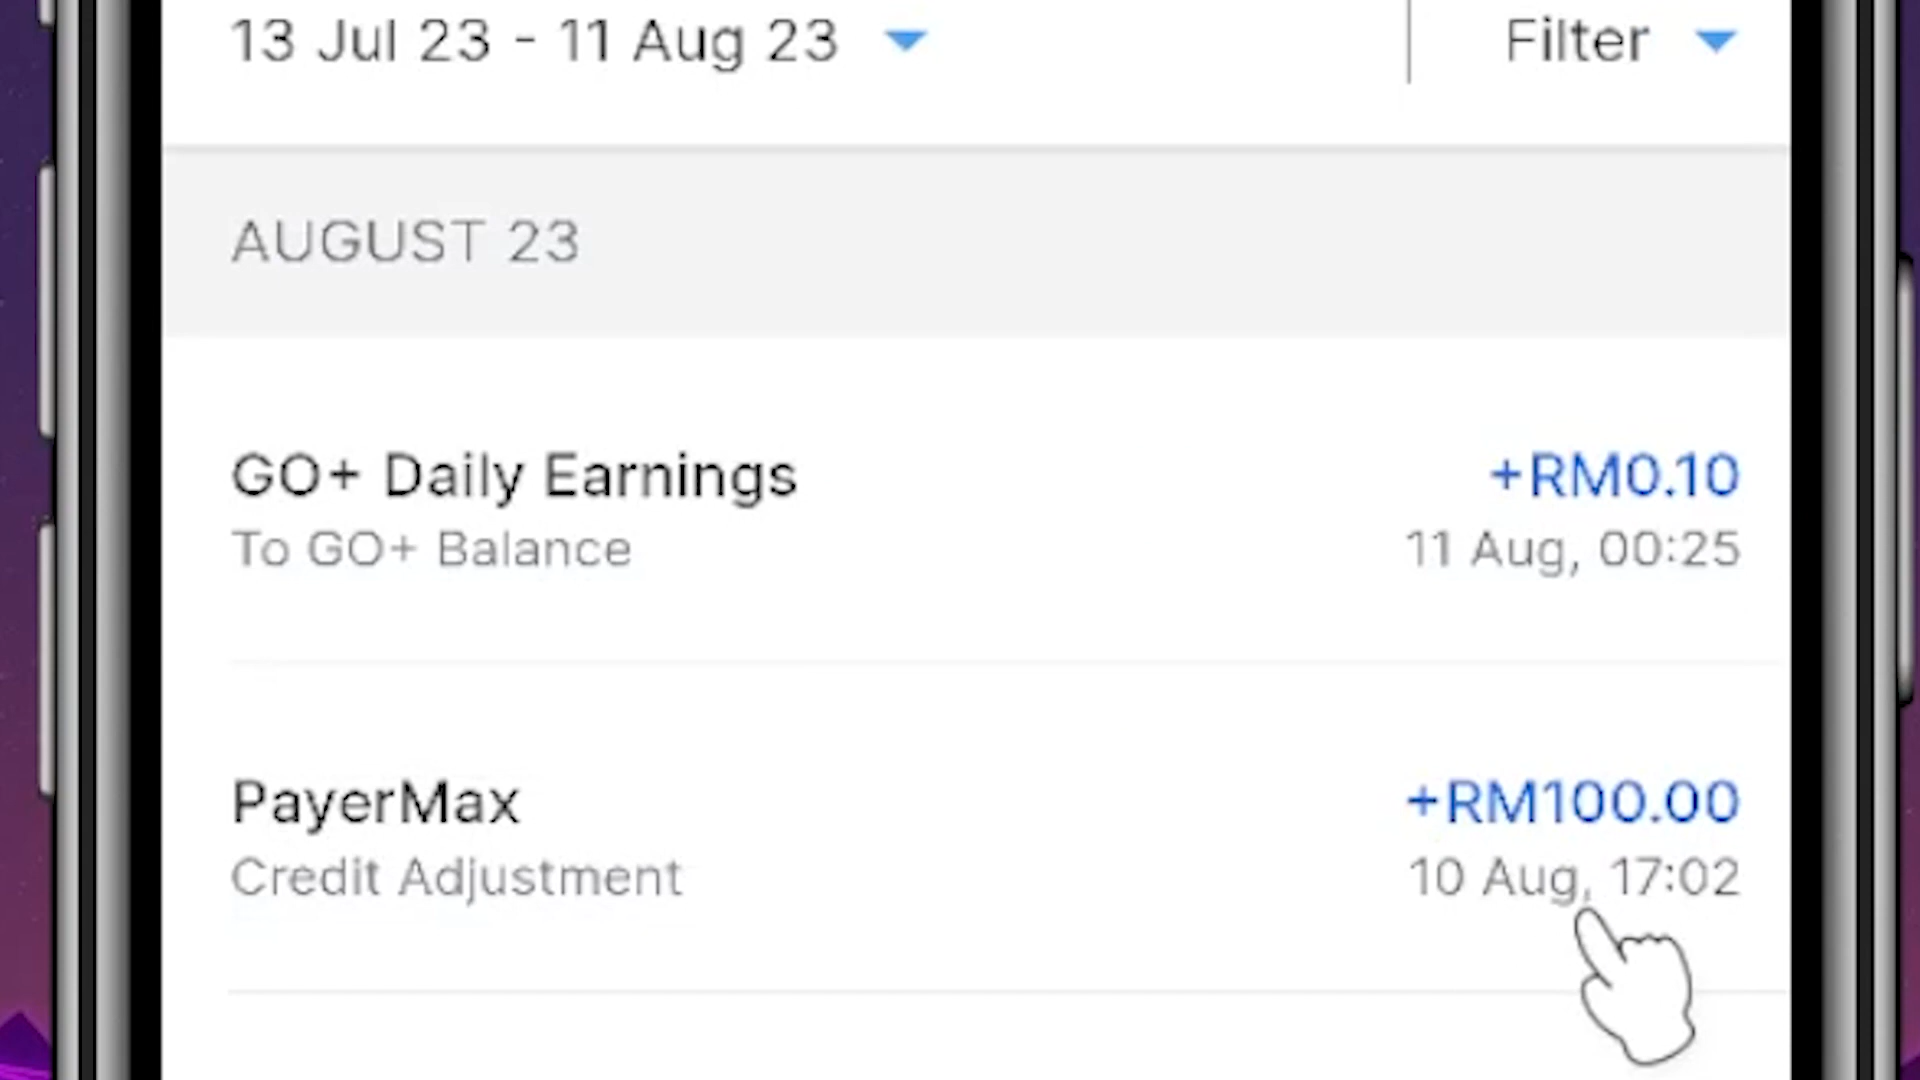 13 Jul 23 - 11 Aug 23
Filter
AUGUST 23
GO+ Daily Earnings
+RM0.10
To GO+ Balance
11 Aug, 00:25
PayerMax
+RM100.00
Credit Adjustment
10 Aug, 17:02